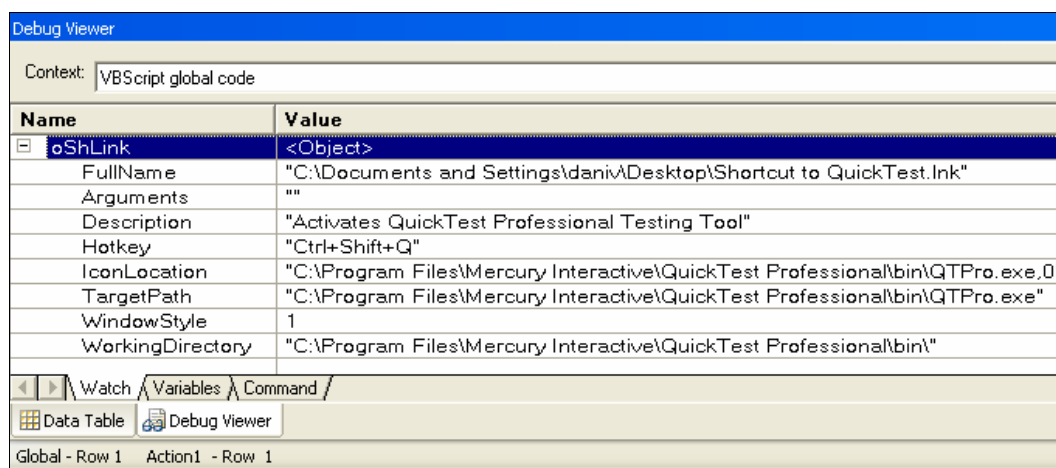 Debug Viewer
Context: VBScript global code
Name Value
oShLink <Object>
FullName "C:\Documents and Settings\daniv\Desktop\Shortcut to QuickTest.lnk"
Arguments ""
Description "Activates QuickTest Professional Testing Tool"
Hotkey "Ctrl+Shift+Q"
IconLocation "C:\Program Files\Mercury Interactive\QuickTest Professional\bin\QTPro.exe,0
TargetPath "C:\Program Files\Mercury Interactive\QuickTest Professional\bin\QTPro.exe"
WindowStyle 1
WorkingDirectory "C:\Program Files\Mercury Interactive\QuickTest Professional\bin\"
Watch Variables Command
Data Table Debug Viewer
Global - Row 1 Action1 - Row 1